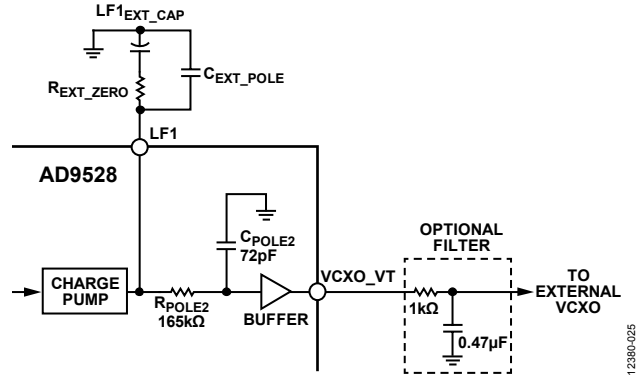 LF1EXT_CAP
REXT_ZERO
CEXT_POLE
LF1
AD9528
CPOLE2
72pF
OPTIONAL
FILTER
VCXO_VT
CHARGE
PUMP
RPOLE2
165kΩ
BUFFER
1kΩ
0.47µF
TO
EXTERNAL
VCXO
12380-025